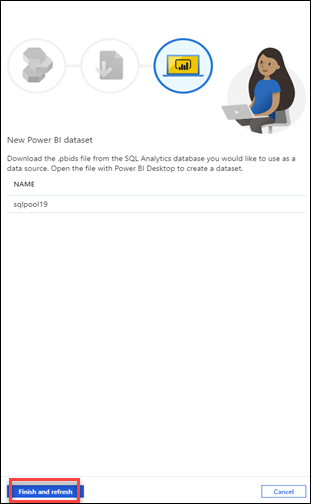 New Power BI dataset
Download the .pbids file from the SQL Analytics database you would like to use as a
data source. Open the file with Power BI Desktop to create a dataset.
NAME
sqlpool19
Finish and refresh
Cancel